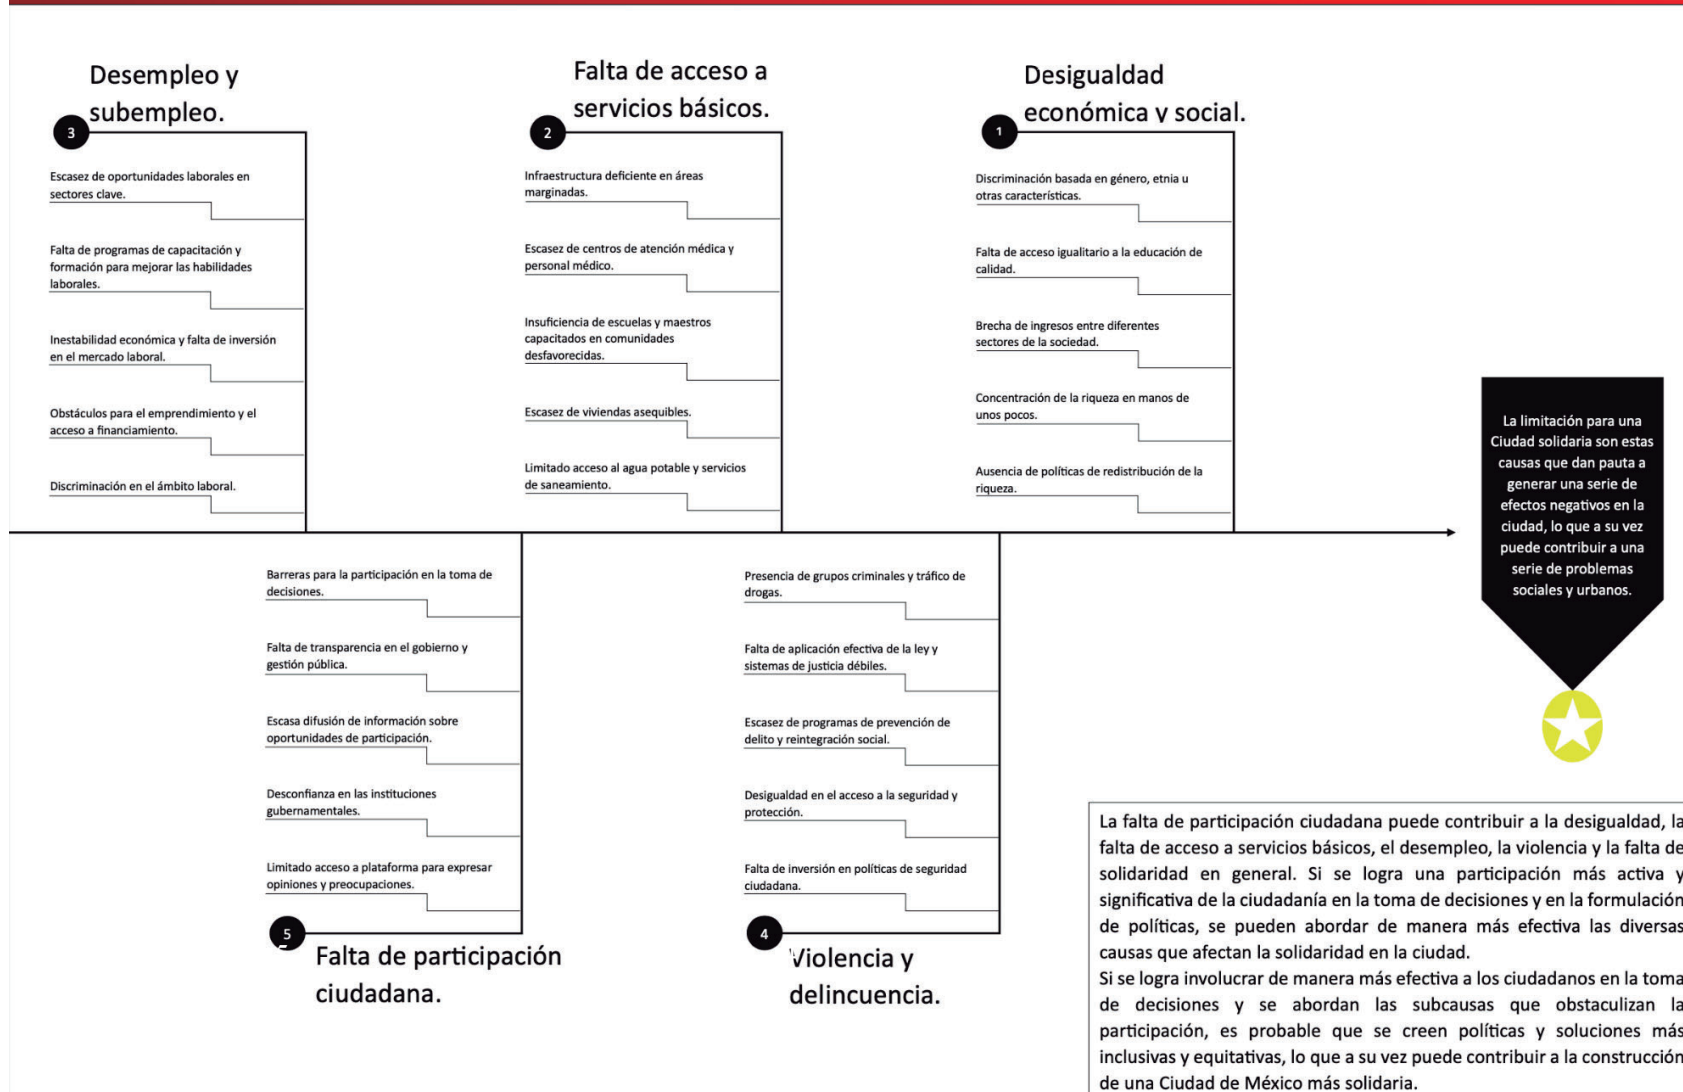 Desempleo y
subempleo.
3
Escasez de oportunidades laborales en
sectores clave.
Falta de programas de capacitación y
formación para mejorar las habilidades
laborales.
Inestabilidad económica y falta de inversión
en el mercado laboral.
Obstáculos para el emprendimiento y el
acceso a financiamiento.
Discriminación en el ámbito laboral.
Falta de acceso a
servicios básicos.
2
Infraestructura deficiente en áreas
marginadas.
Escasez de centros de atención médica y
personal médico.
Insuficiencia de escuelas y maestros
capacitados en comunidades
desfavorecidas.
Escasez de viviendas asequibles.
Limitado acceso al agua potable y servicios
de saneamiento.
Desigualdad
económica y social.
1
Discriminación basada en género, etnia u
otras características.
Falta de acceso igualitario a la educación de
calidad.
Brecha de ingresos entre diferentes
sectores de la sociedad.
Concentración de la riqueza en manos de
unos pocos.
Ausencia de políticas de redistribución de la
riqueza.
La limitación para una
Ciudad solidaria son estas
causas que dan pauta a
generar una serie de
efectos negativos en la
ciudad, lo que a su vez
puede contribuir a una
serie de problemas
sociales y urbanos.
Barreras para la participación en la toma de
decisiones.
Falta de transparencia en el gobierno y
gestión pública.
Escasa difusión de información sobre
oportunidades de participación.
Desconfianza en las instituciones
gubernamentales.
Limitado acceso a plataforma para expresar
opiniones y preocupaciones.
5
Falta de participación
ciudadana.
Presencia de grupos criminales y tráfico de
drogas.
Falta de aplicación efectiva de la ley y
sistemas de justicia débiles.
Escasez de programas de prevención de
delito y reintegración social.
Desigualdad en el acceso a la seguridad y
protección.
Falta de inversión en políticas de seguridad
ciudadana.
4
Violencia y
delincuencia.
La falta de participación ciudadana puede contribuir a la desigualdad, la
falta de acceso a servicios básicos, el desempleo, la violencia y la falta de
solidaridad en general. Si se logra una participación más activa y
significativa de la ciudadanía en la toma de decisiones y en la formulación
de políticas, se pueden abordar de manera más efectiva las diversas
causas que afectan la solidaridad en la ciudad.
Si se logra involucrar de manera más efectiva a los ciudadanos en la toma
de decisiones y se abordan las subcausas que obstaculizan la
participación, es probable que se creen políticas y soluciones más
inclusivas y equitativas, lo que a su vez puede contribuir a la construcción
de una Ciudad de México más solidaria.